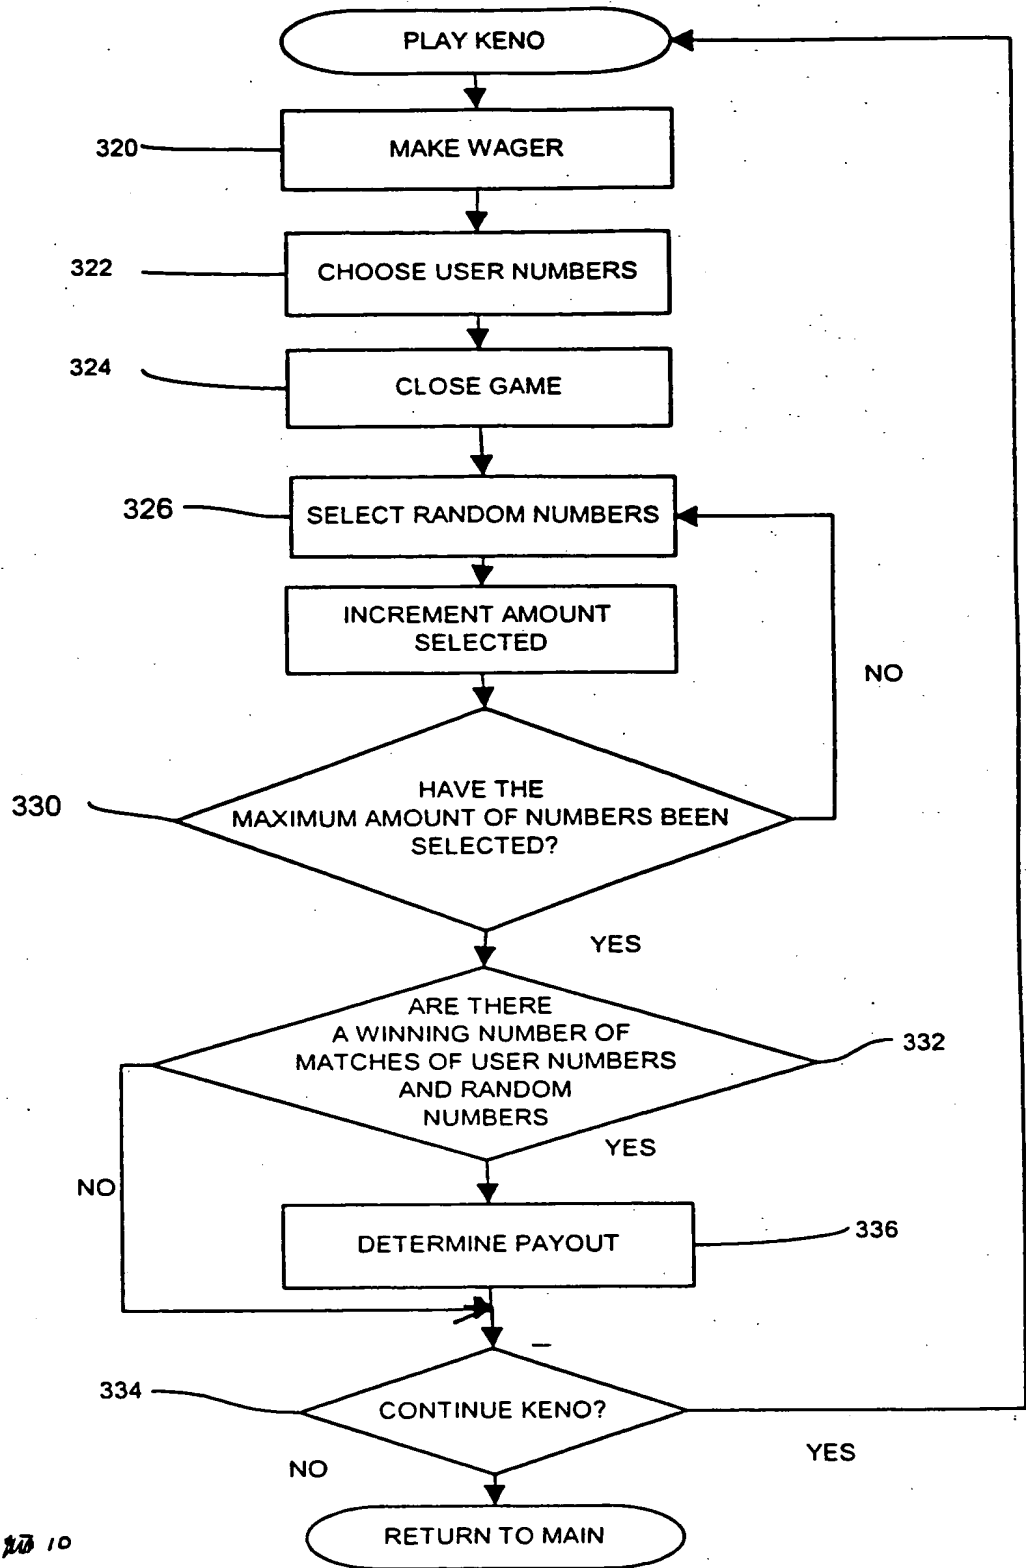 PLAY KENO
320
MAKE WAGER
322
CHOOSE USER NUMBERS
324
CLOSE GAME
326
SELECT RANDOM NUMBERS
INCREMENT AMOUNT
SELECTED
NO
330
HAVE THE
MAXIMUM AMOUNT OF NUMBERS BEEN
SELECTED?
YES
ARE THERE
A WINNING NUMBER OF
MATCHES OF USER NUMBERS
AND RANDOM
NUMBERS
332
YES
NO
DETERMINE PAYOUT
336
334
CONTINUE KENO?
YES
NO
RETURN TO MAIN
10